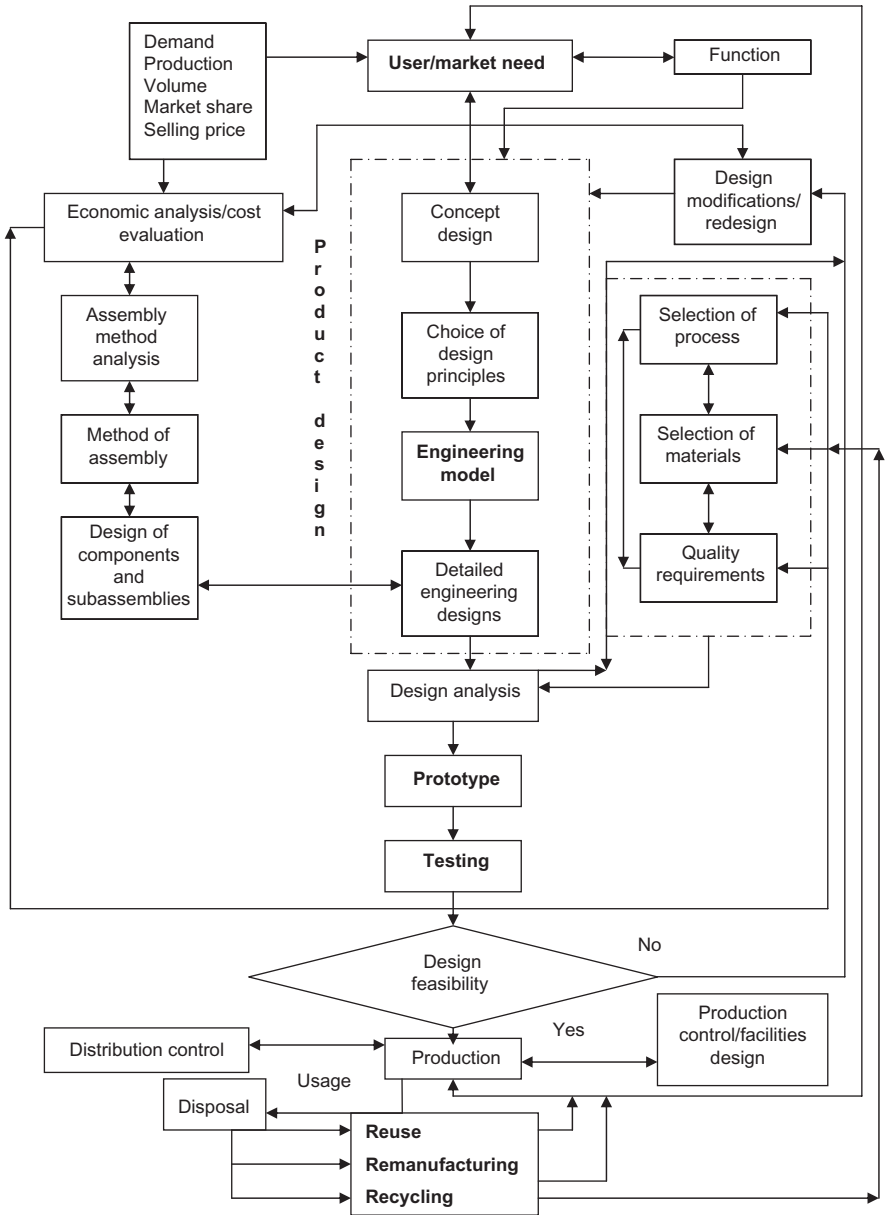 Demand
Production
Volume
Market share
Selling price
User/market need
Function
Economic analysis/cost
evaluation
Concept
design
Design
modifications/
redesign
Product design
Assembly
method
analysis
Choice of
design
principles
Selection of
process
Method of
assembly
Engineering
model
Selection of
materials
Design of
components
and
subassemblies
Detailed
engineering
designs
Quality
requirements
Design analysis
Prototype
Testing
Design
feasibility
No
Yes
Distribution control
Production
Production
control/facilities
design
Usage
Disposal
Reuse
Remanufacturing
Recycling